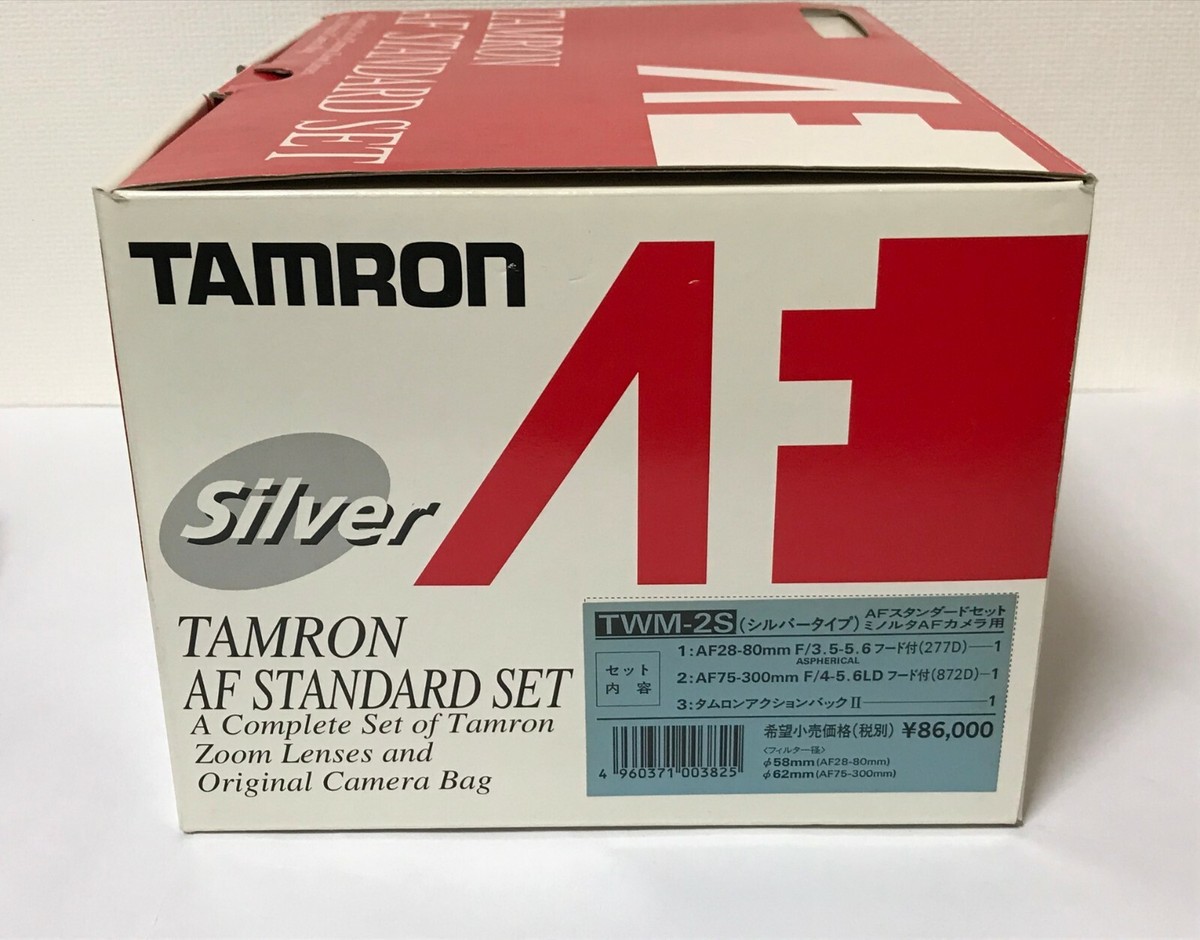 TAMRON
AF STANDARD SET
AF
TAMRON
AF
Silver
TAMRON
AF STANDARD SET
A Complete Set of Tamron
Zoom Lenses and
Original Camera Bag
TWM-2S (シルバータイプ) AFスタンダードセット
ミノルタAFカメラ用
セット
内 容
1:AF28-80mm F/3.5-5.6 フード付(277D)—1
ASPHERICAL
2:AF75-300mm F/4-5.6LD フード付(872D)–1
3:タムロンアクションバックII———1
希望小売価格(税別) ¥86,000
〈フィルター径〉
φ58mm(AF28-80mm)
φ62mm(AF75-300mm)
4 960371 003825